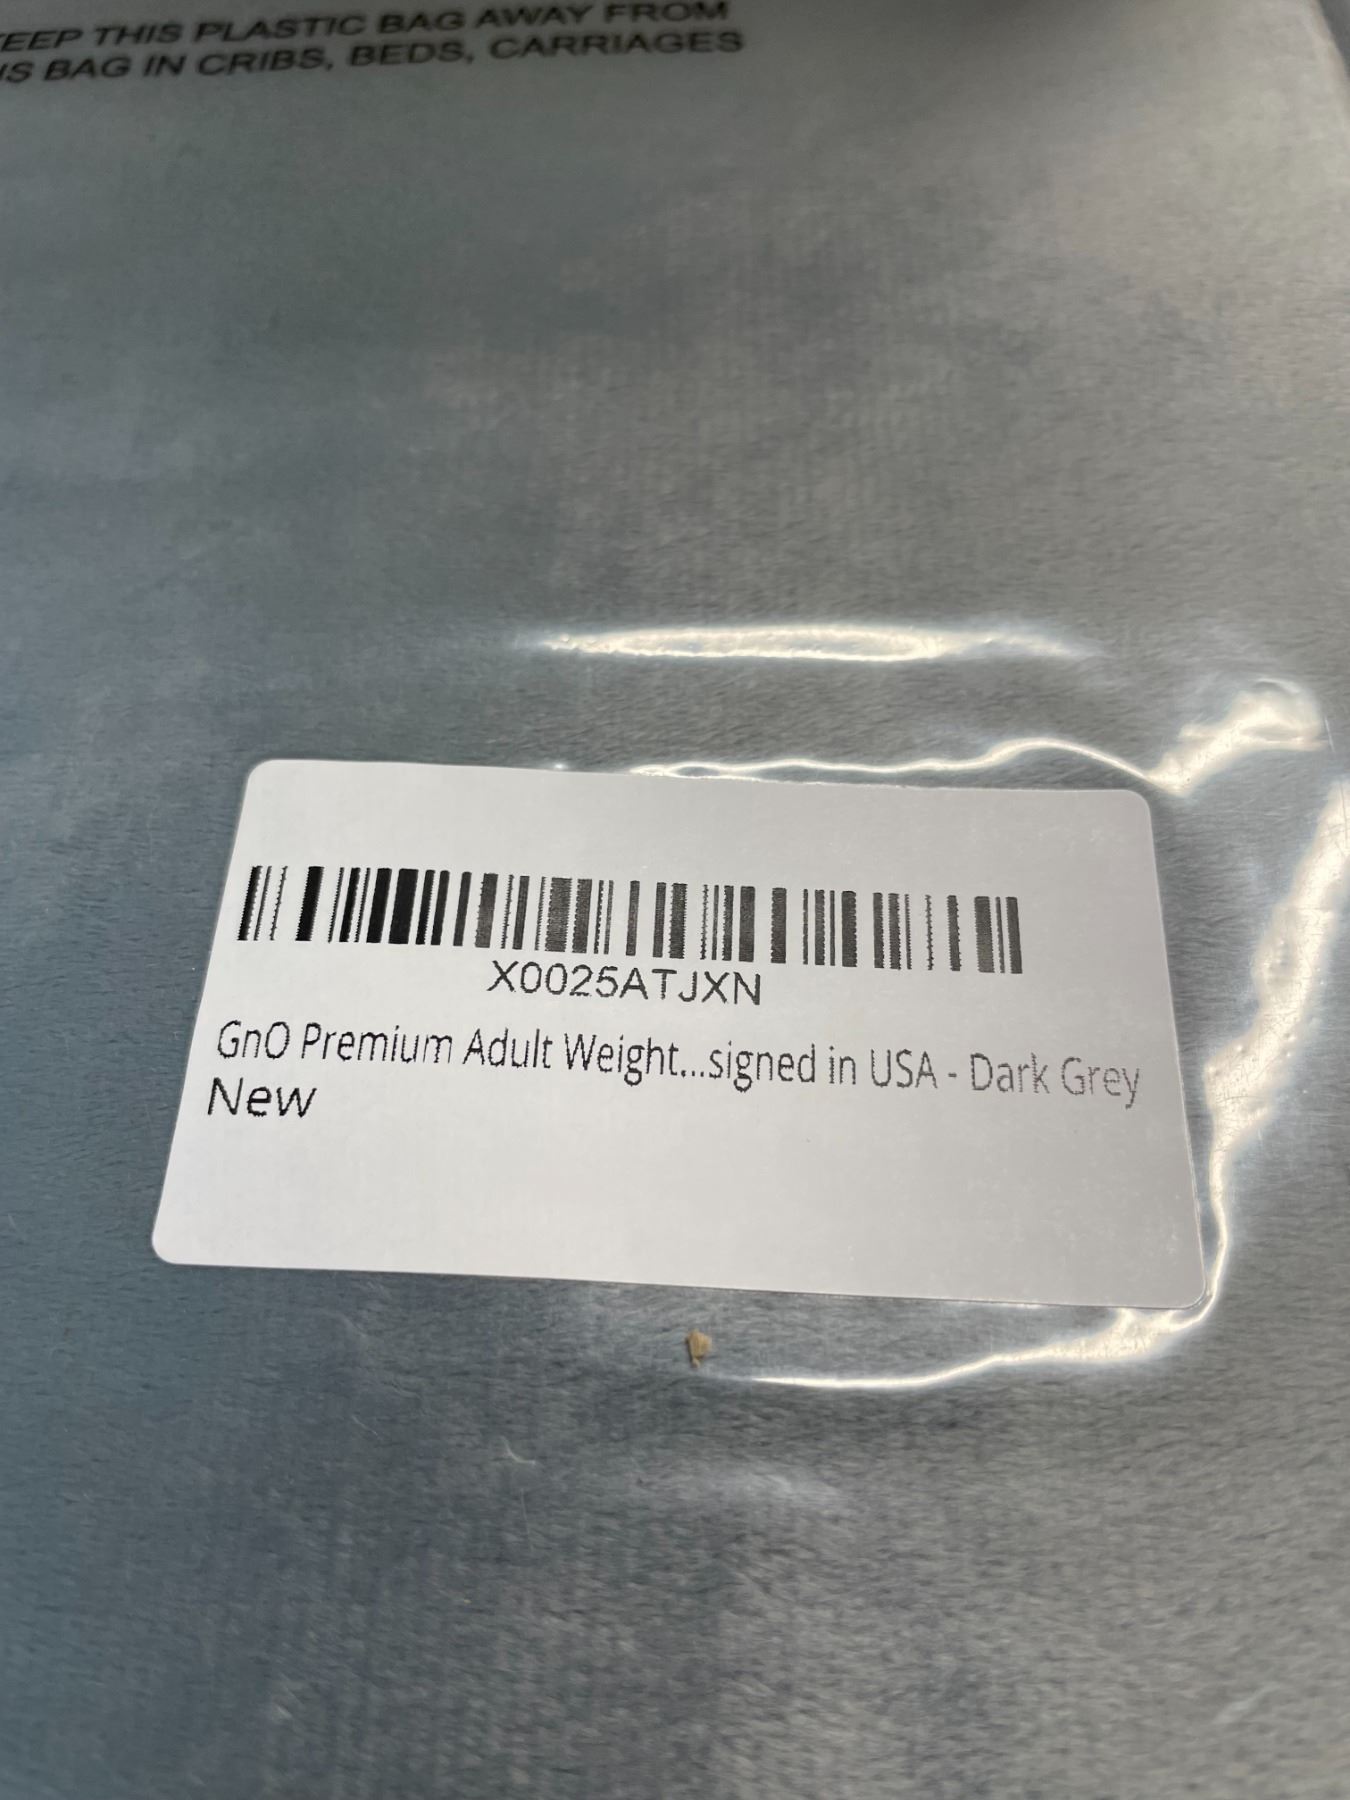 EEP THIS PLASTIC BAG AWAY FROM
IS BAG IN CRIBS, BEDS, CARRIAGES
X0025ATJXN
GnO Premium Adult Weight...signed in USA - Dark Grey
New